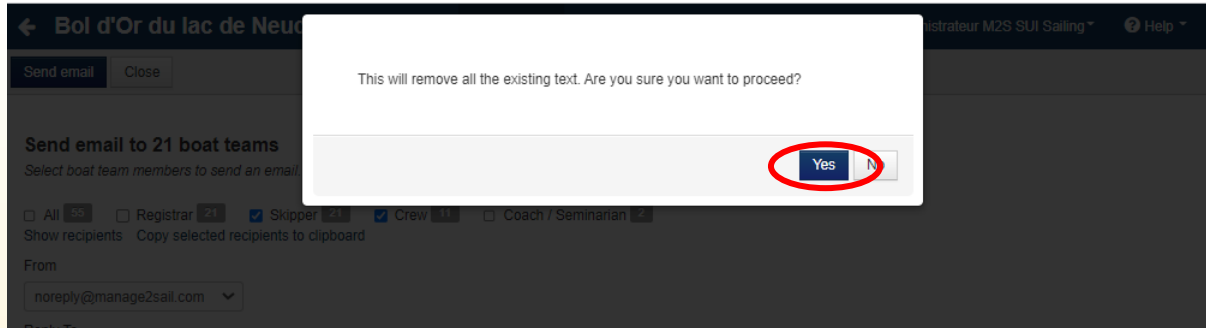 Bol d'Or du lac de Neuc
nistrateur M2S SUI Sailing
Help
Send email
Close
This will remove all the existing text. Are you sure you want to proceed?
Yes
Send email to 21 boat teams
Select boat team members to send an email.
All 55 Registrar 21 Skipper 21 Crew 11 Coach / Seminarian 2
Show recipients Copy selected recipients to clipboard
From
noreply@manage2sail.com